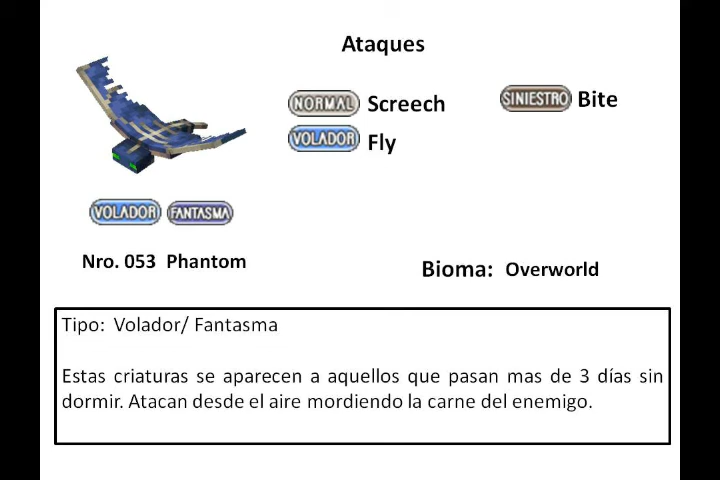 Ataques
NORMAL Screech
SINIESTRO Bite
VOLADOR Fly
VOLADOR FANTASMA
Nro. 053 Phantom
Bioma: Overworld
Tipo: Volador/ Fantasma
Estas criaturas se aparecen a aquellos que pasan mas de 3 días sin
dormir. Atacan desde el aire mordiendo la carne del enemigo.